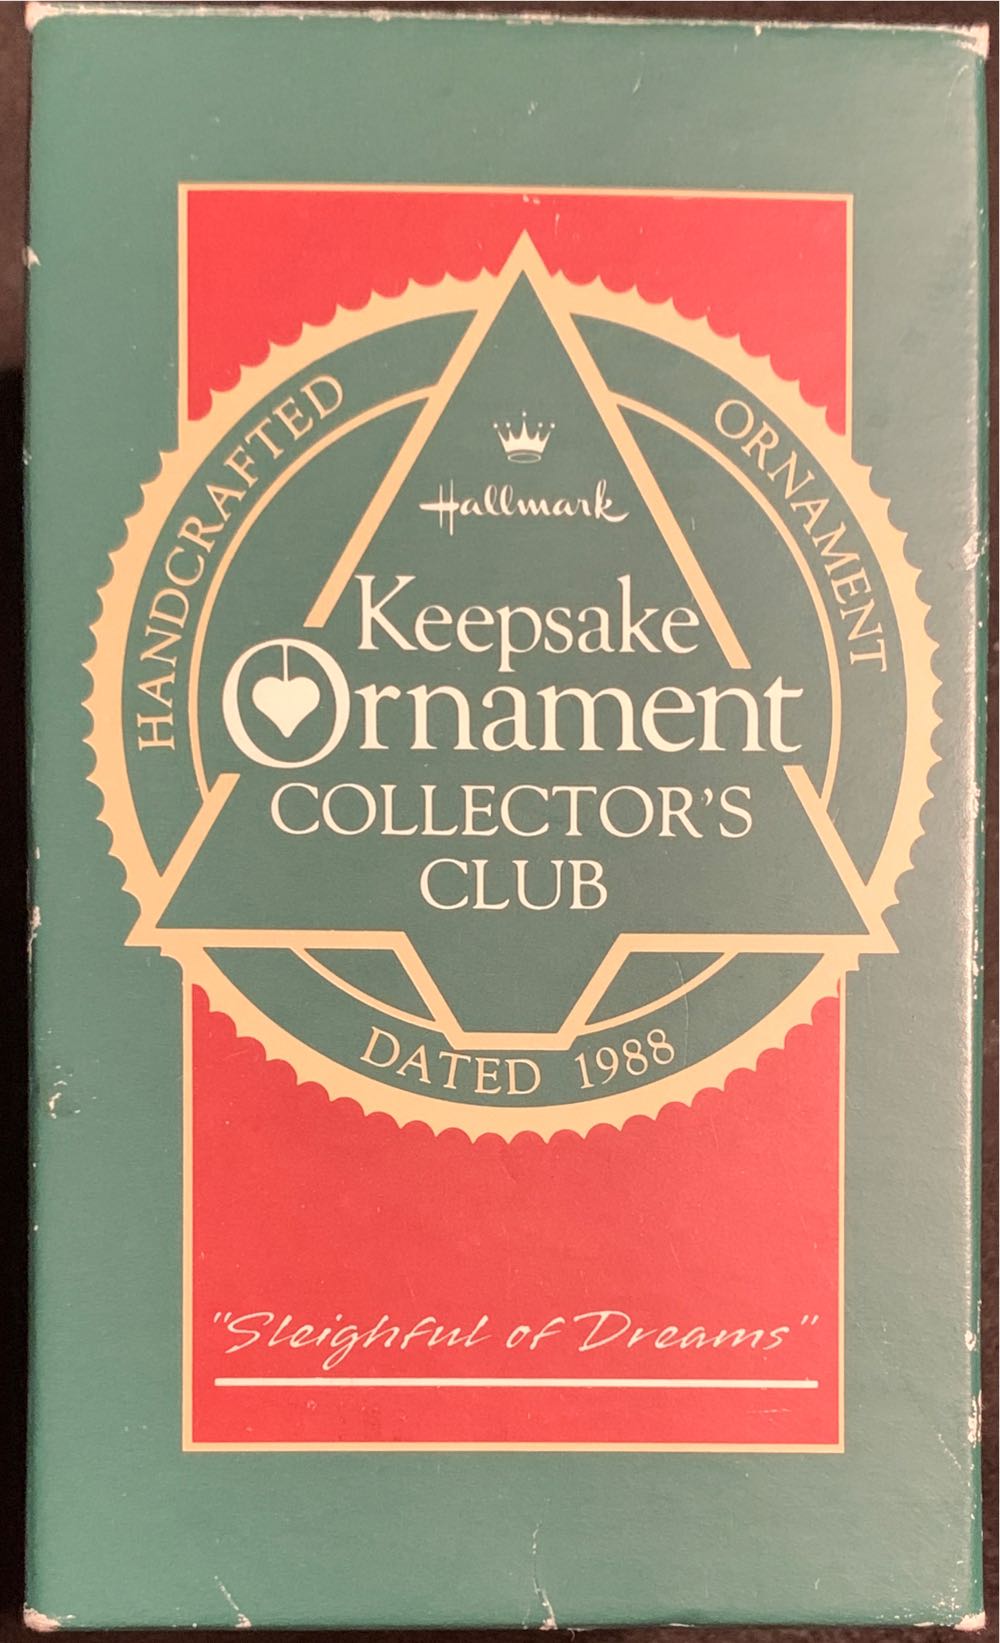 HANDCRAFTED
ORNAMENT
Hallmark
Keepsake
Ornament
COLLECTOR'S
CLUB
DATED 1988
"Sleighful of Dreams"